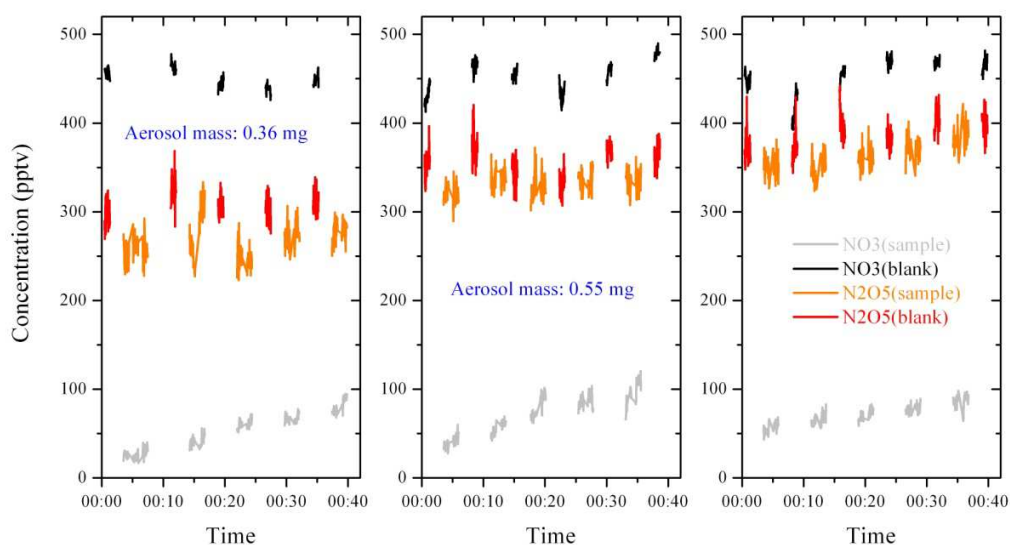 500
400
300
200
100
0
Concentration (pptv)
Aerosol mass: 0.36 mg
00:00 00:10 00:20 00:30 00:40
Time
500
400
300
200
100
0
Aerosol mass: 0.55 mg
00:00 00:10 00:20 00:30 00:40
Time
500
400
300
200
100
0
NO3(sample)
NO3(blank)
N2O5(sample)
N2O5(blank)
00:00 00:10 00:20 00:30 00:40
Time